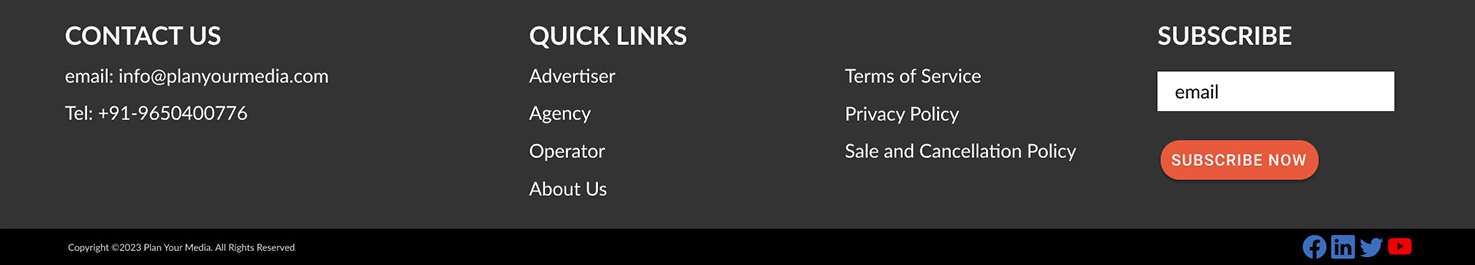 CONTACT US
email: info@planyourmedia.com
Tel: +91-9650400776
QUICK LINKS
Advertiser
Agency
Operator
About Us
Terms of Service
Privacy Policy
Sale and Cancellation Policy
SUBSCRIBE
email
SUBSCRIBE NOW
Copyright ©2023 Plan Your Media. All Rights Reserved